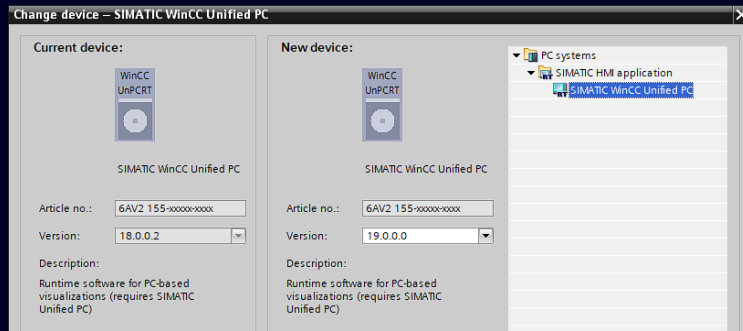 Change device – SIMATIC WinCC Unified PC
Current device:
WinCC
UnPCRT
SIMATIC WinCC Unified PC
Article no.: 6AV2 155-xxxxx-xxxx
Version: 18.0.0.2
Description:
Runtime software for PC-based
visualizations (requires SIMATIC
Unified PC)
New device:
WinCC
UnPCRT
SIMATIC WinCC Unified PC
Article no.: 6AV2 155-xxxxx-xxxx
Version: 19.0.0.0
Description:
Runtime software for PC-based
visualizations (requires SIMATIC
Unified PC)
PC systems
SIMATIC HMI application
SIMATIC WinCC Unified PC